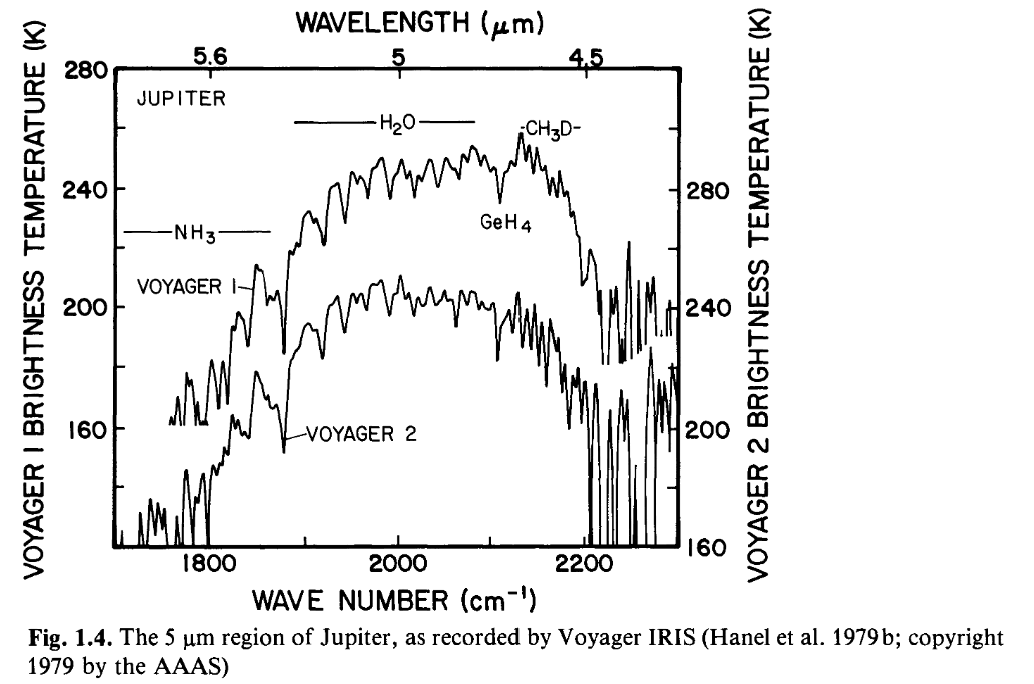 WAVELENGTH (μm)
5.6 5 4.5
280
JUPITER
H₂O
-CH₃D-
240 280
GeH₄
NH₃
VOYAGER 1
200 240
VOYAGER 2
160 200
160
1800 2000 2200
WAVE NUMBER (cm⁻¹)
VOYAGER 1 BRIGHTNESS TEMPERATURE (K)
VOYAGER 2 BRIGHTNESS TEMPERATURE (K)
Fig. 1.4. The 5 μm region of Jupiter, as recorded by Voyager IRIS (Hanel et al. 1979b; copyright
1979 by the AAAS)